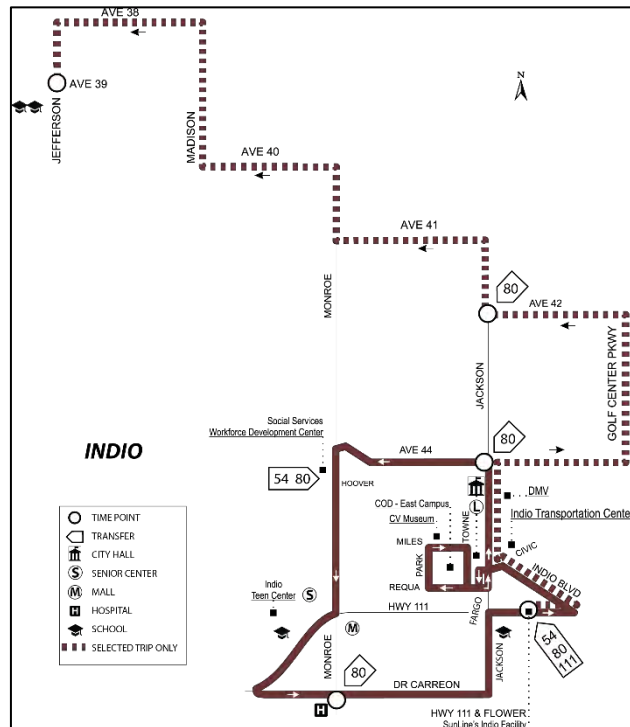 AVE 38
N
AVE 39
JEFFERSON
MADISON
AVE 40
AVE 41
MONROE
80
AVE 42
GOLF CENTER PKWY
JACKSON
Social Services
Workforce Development Center
INDIO
80
AVE 44
54 80
HOOVER
COD - East Campus
CV Museum
L
TOWNE
DMV
Indio Transportation Center
CIVIC
MILES
PARK
INDIO BLVD
REQUA
TIME POINT
TRANSFER
CITY HALL
S SENIOR CENTER
M MALL
H HOSPITAL
SCHOOL
SELECTED TRIP ONLY
Indio
Teen Center
S
HWY 111
FARGO
M
MONROE
80
JACKSON
54
80
111
DR CARREON
H
HWY 111 & FLOWER
SunLine's Indio Facility